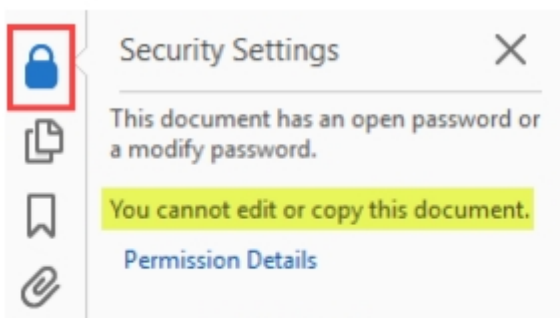 Security Settings
This document has an open password or
a modify password.
You cannot edit or copy this document.
Permission Details